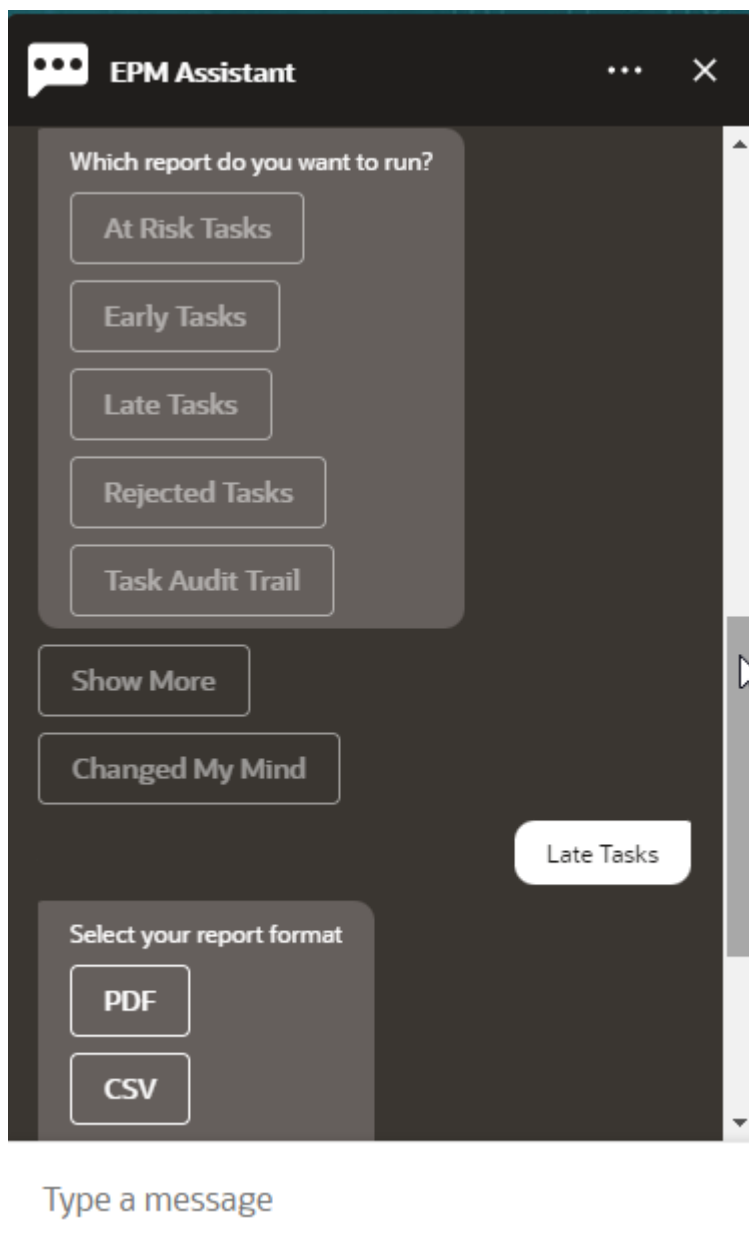 EPM Assistant
Which report do you want to run?
At Risk Tasks
Early Tasks
Late Tasks
Rejected Tasks
Task Audit Trail
Show More
Changed My Mind
Late Tasks
Select your report format
PDF
CSV
Type a message